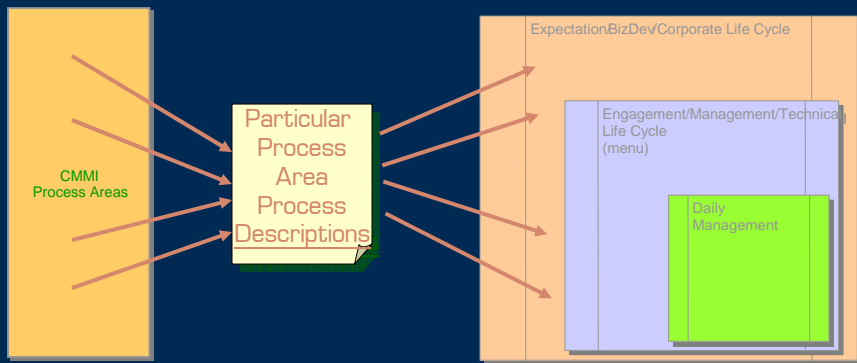 CMMI
Process Areas
Particular
Process
Area
Process
Descriptions
Expectation/BizDev/Corporate Life Cycle
Engagement/Management/Technical
Life Cycle
(menu)
Daily
Management